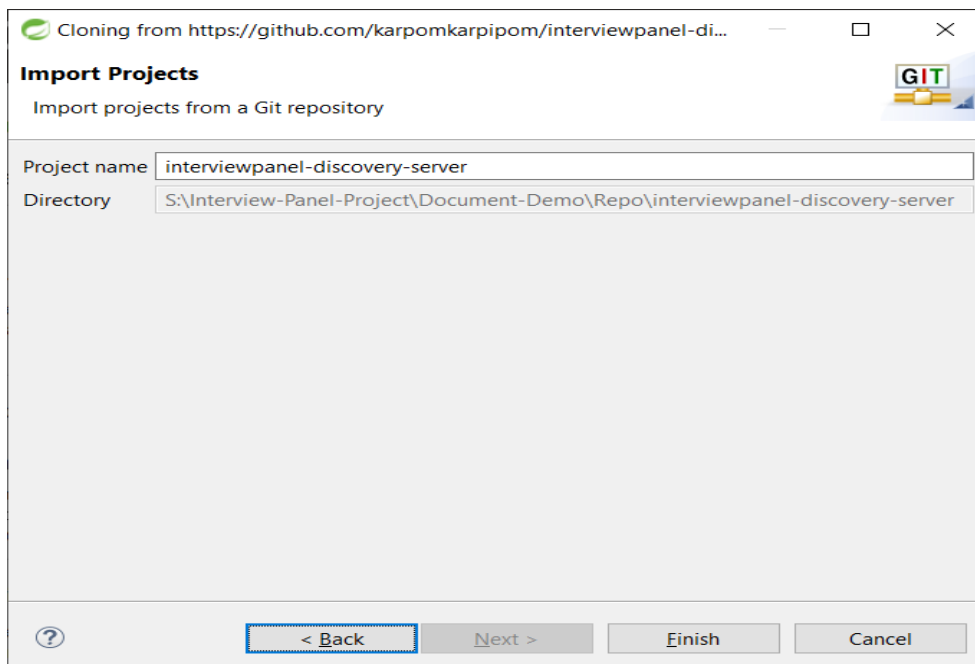 Cloning from https://github.com/karpomkarpipom/interviewpanel-di...
Import Projects
GIT
Import projects from a Git repository
Project name interviewpanel-discovery-server
Directory S:\Interview-Panel-Project\Document-Demo\Repo\interviewpanel-discovery-server
? < Back Next > Finish Cancel